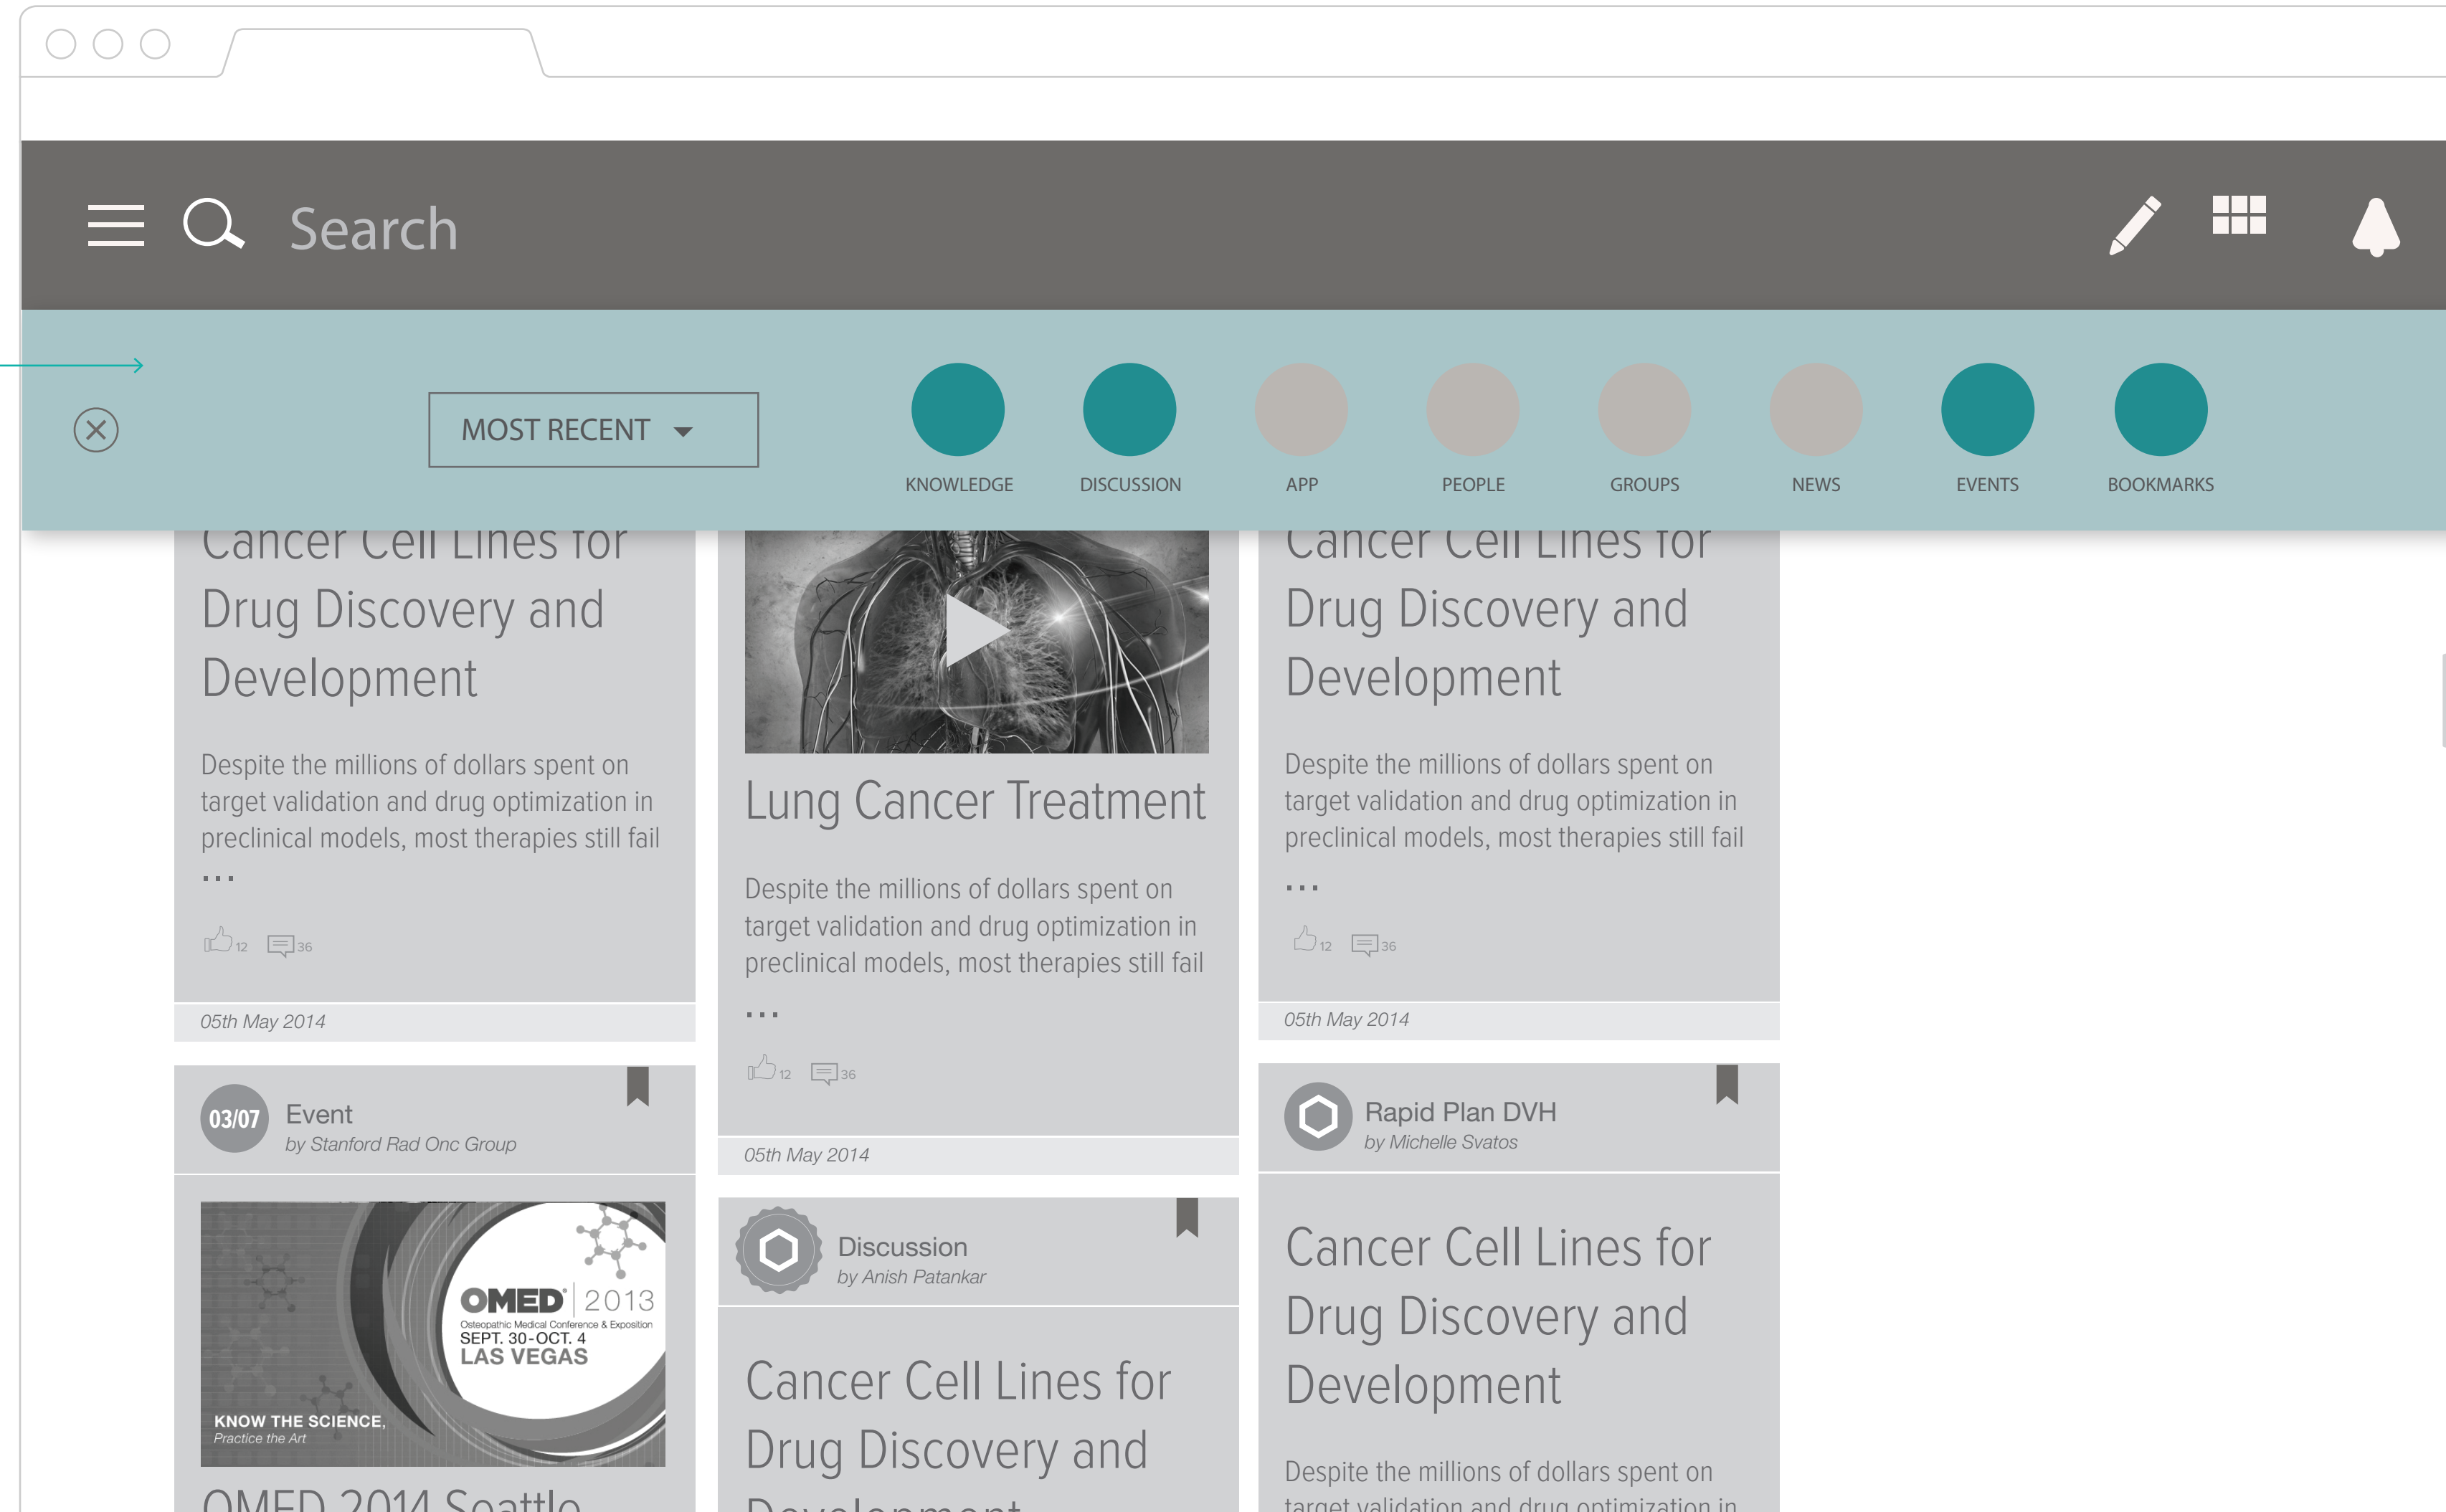 Search
MOST RECENT
KNOWLEDGE
DISCUSSION
APP
PEOPLE
GROUPS
NEWS
EVENTS
BOOKMARKS
Cancer Cell Lines for
Drug Discovery and
Development
Despite the millions of dollars spent on
target validation and drug optimization in
preclinical models, most therapies still fail
...
12 36
05th May 2014
03/07
Event
by Stanford Rad Onc Group
OMED 2013
Osteopathic Medical Conference & Exposition
SEPT. 30-OCT. 4
LAS VEGAS
KNOW THE SCIENCE,
Practice the Art
OMED 2014 Seattle
Lung Cancer Treatment
Despite the millions of dollars spent on
target validation and drug optimization in
preclinical models, most therapies still fail
...
12 36
05th May 2014
Discussion
by Anish Patankar
Cancer Cell Lines for
Drug Discovery and
Development
Cancer Cell Lines for
Drug Discovery and
Development
Despite the millions of dollars spent on
target validation and drug optimization in
preclinical models, most therapies still fail
...
12 36
05th May 2014
Rapid Plan DVH
by Michelle Svatos
Cancer Cell Lines for
Drug Discovery and
Development
Despite the millions of dollars spent on
target validation and drug optimization in